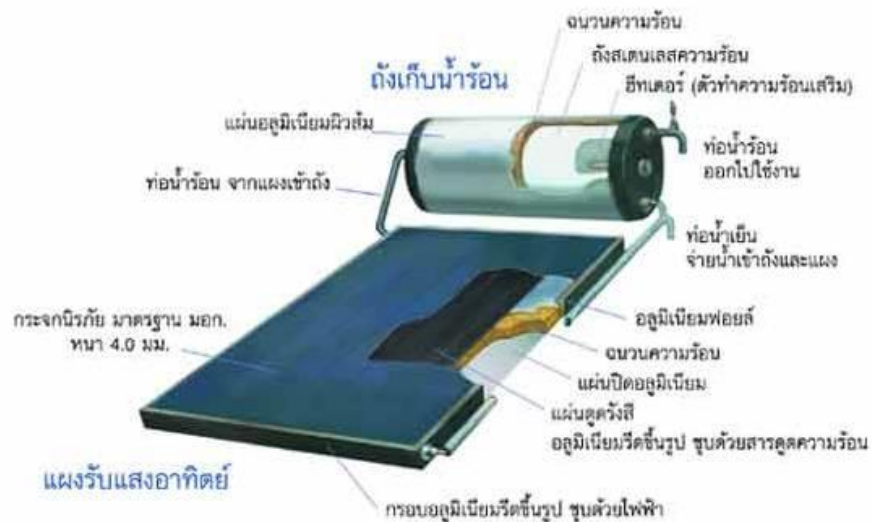 ฉนวนความร้อน
ถังสเตนเลสความร้อน
ถังเก็บน้ำร้อน
ฮีทเตอร์ (ตัวทำความร้อนเสริม)
แผ่นอลูมิเนียมผิวส้ม
ท่อน้ำร้อน
ออกไปใช้งาน
ท่อน้ำร้อน จากแผงเข้าถัง
ท่อน้ำเย็น
จ่ายน้ำเข้าถังและแผง
กระจกนิรภัย มาตรฐาน มอก.
หนา 4.0 มม.
อลูมิเนียมฟอยล์
ฉนวนความร้อน
แผ่นปิดอลูมิเนียม
แผ่นดูดรังสี
อลูมิเนียมรีดขึ้นรูป ชุบด้วยสารดูดความร้อน
แผงรับแสงอาทิตย์
กรอบอลูมิเนียมรีดขึ้นรูป ชุบด้วยไฟฟ้า